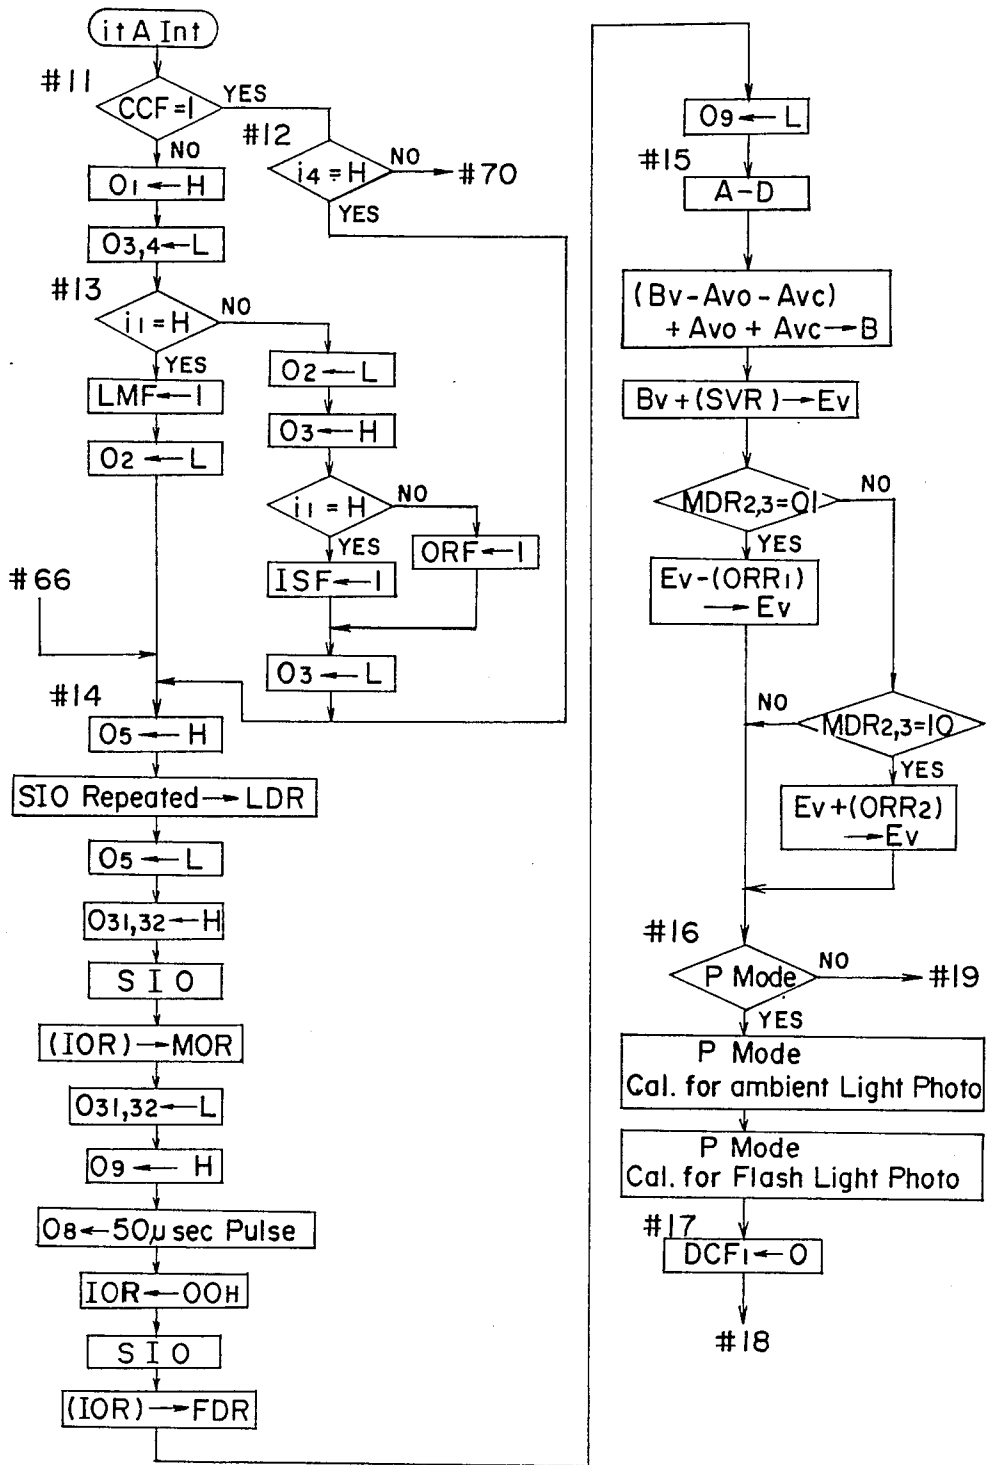 itA Int
#11
CCF=1
YES
NO
#12
i4=H
NO
#70
YES
O1←H
O3,4←L
#13
i1=H
NO
YES
LMF←1
O2←L
O2←L
O3←H
i1=H
NO
YES
ORF←1
ISF←1
O3←L
#66
#14
O5←H
SIO Repeated→LDR
O5←L
O31,32←H
SIO
(IOR)→MOR
O31,32←L
O9←H
O8←50μsec Pulse
IOR←00H
SIO
(IOR)→FDR
O9←L
#15
A-D
(Bv-Avo-Avc)
+Avo+Avc→B
Bv+(SVR)→Ev
MDR2,3=01
NO
YES
Ev-(ORR1)
→Ev
MDR2,3=10
NO
YES
Ev+(ORR2)
→Ev
#16
P Mode
NO
#19
YES
P Mode
Cal. for ambient Light Photo
P Mode
Cal. for Flash Light Photo
#17
DCF1←0
#18